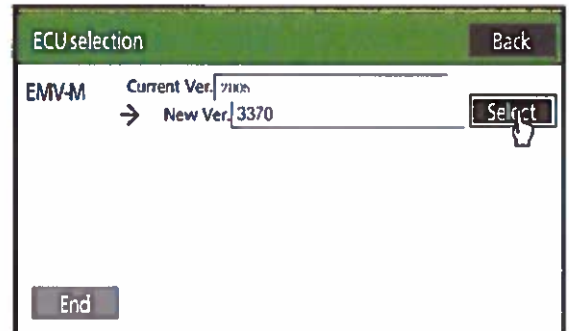 ECU selection Back
EMV-M Current Ver.
→ New Ver. 3370 Select
End